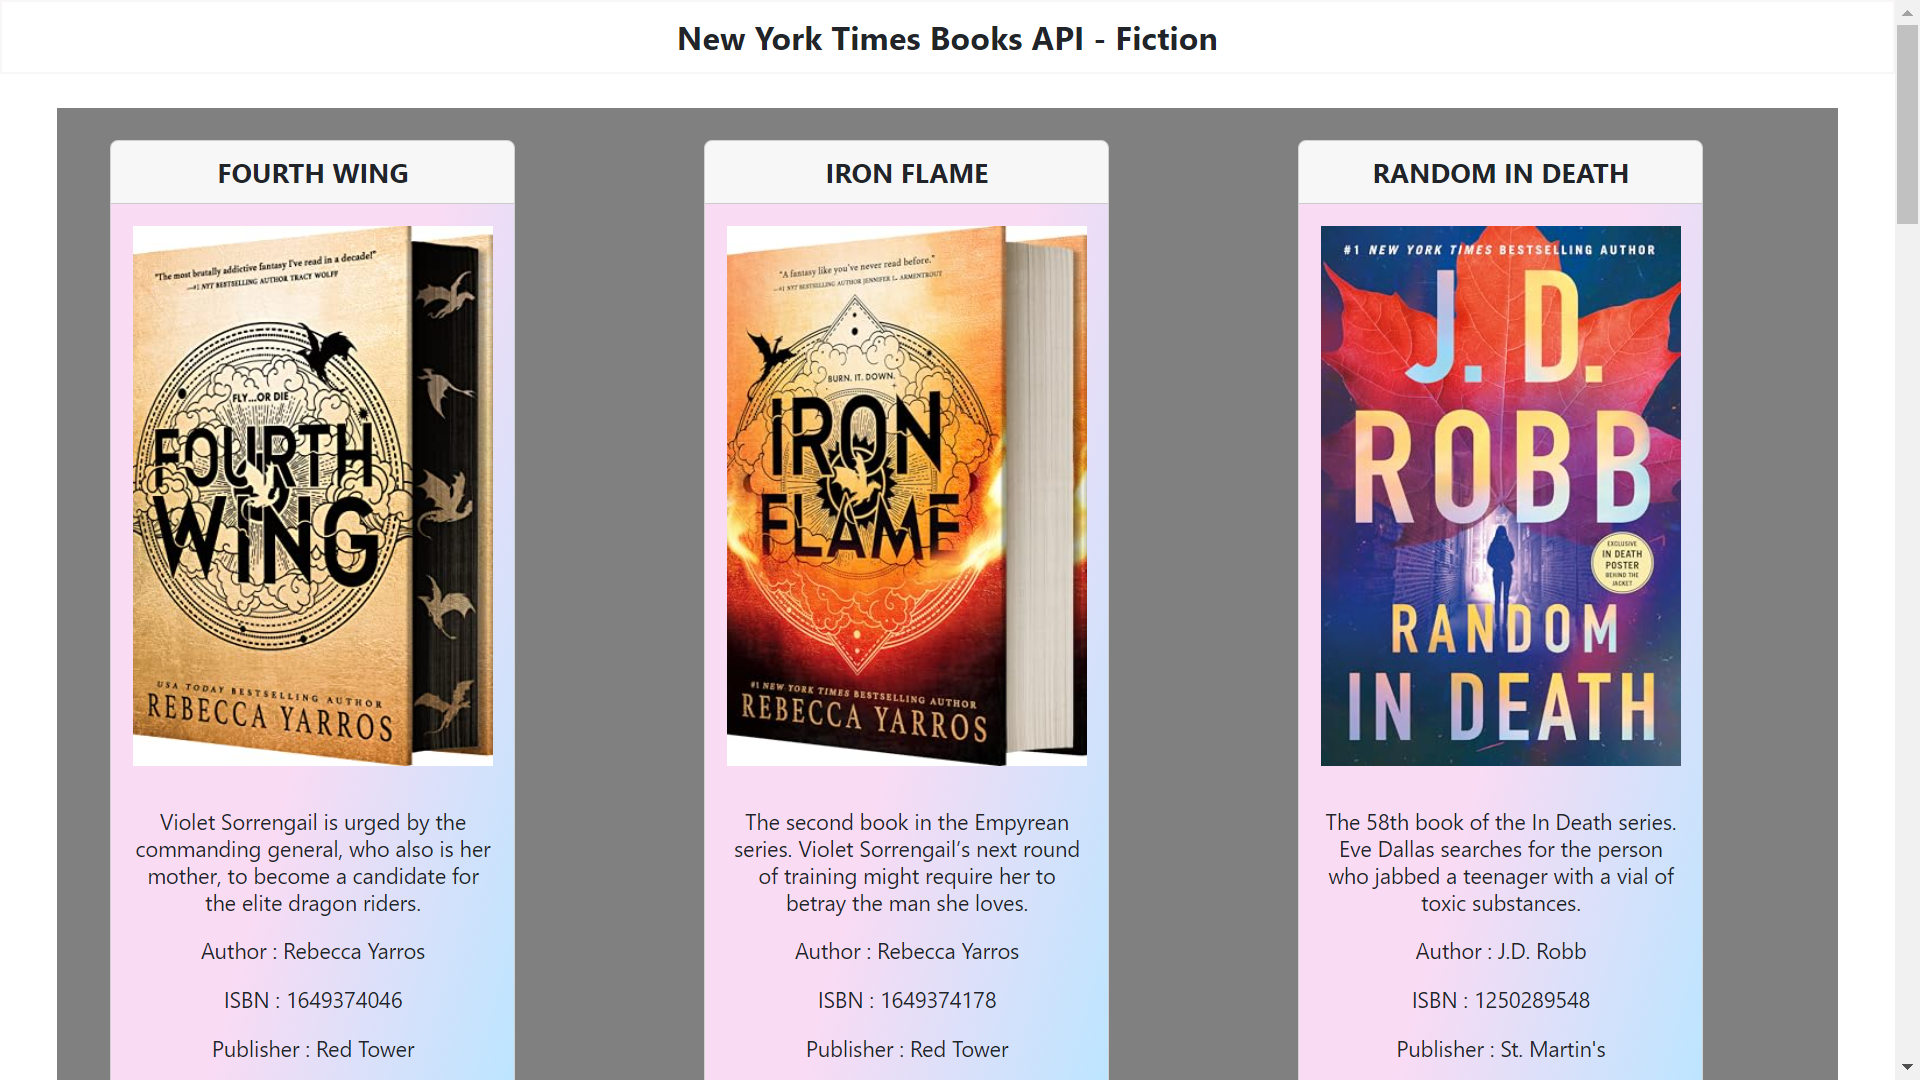 New York Times Books API - Fiction
FOURTH WING
"The most brutally addictive fantasy I've read in a decade!"
—#1 NYT BESTSELLING AUTHOR TRACY WOLFF
FLY...OR DIE
FOURTH
WING
USA TODAY BESTSELLING AUTHOR
REBECCA YARROS
Violet Sorrengail is urged by the
commanding general, who also is her
mother, to become a candidate for
the elite dragon riders.
Author : Rebecca Yarros
ISBN : 1649374046
Publisher : Red Tower
IRON FLAME
"A fantasy like you've never read before."
—#1 NYT BESTSELLING AUTHOR JENNIFER L. ARMENTROUT
BURN. IT. DOWN.
IRON
FLAME
#1 NEW YORK TIMES BESTSELLING AUTHOR
REBECCA YARROS
The second book in the Empyrean
series. Violet Sorrengail’s next round
of training might require her to
betray the man she loves.
Author : Rebecca Yarros
ISBN : 1649374178
Publisher : Red Tower
RANDOM IN DEATH
#1 NEW YORK TIMES BESTSELLING AUTHOR
J. D.
ROBB
EXCLUSIVE
IN DEATH
POSTER
BEHIND THE
JACKET
RANDOM
IN DEATH
The 58th book of the In Death series.
Eve Dallas searches for the person
who jabbed a teenager with a vial of
toxic substances.
Author : J.D. Robb
ISBN : 1250289548
Publisher : St. Martin's